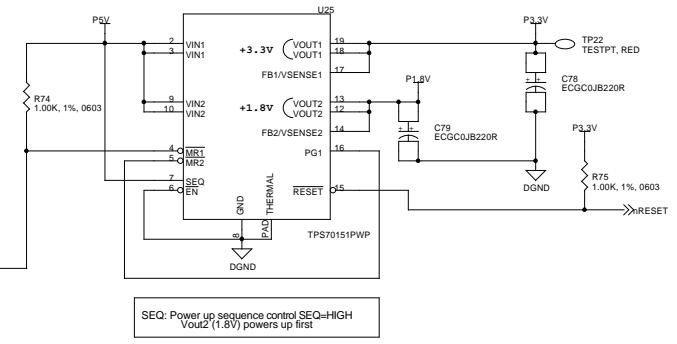 U25
P5V
P3.3V
2 VIN1
3 VIN1
+3.3V
VOUT1 19
VOUT1 18
TP22
TESTPT, RED
FB1/VSENSE1 17
P1.8V
C78
ECGC0JB220R
R74
1.00K, 1%, 0603
9 VIN2
10 VIN2
+1.8V
VOUT2 13
VOUT2 12
C79
ECGC0JB220R
FB2/VSENSE2 14
P3.3V
4 MR1
5 MR2
PG1 16
7 SEQ
6 EN
RESET 15
DGND
R75
1.00K, 1%, 0603
GND
PAD THERMAL
8
nRESET
TPS70151PWP
DGND
SEQ: Power up sequence control SEQ=HIGH
Vout2 (1.8V) powers up first